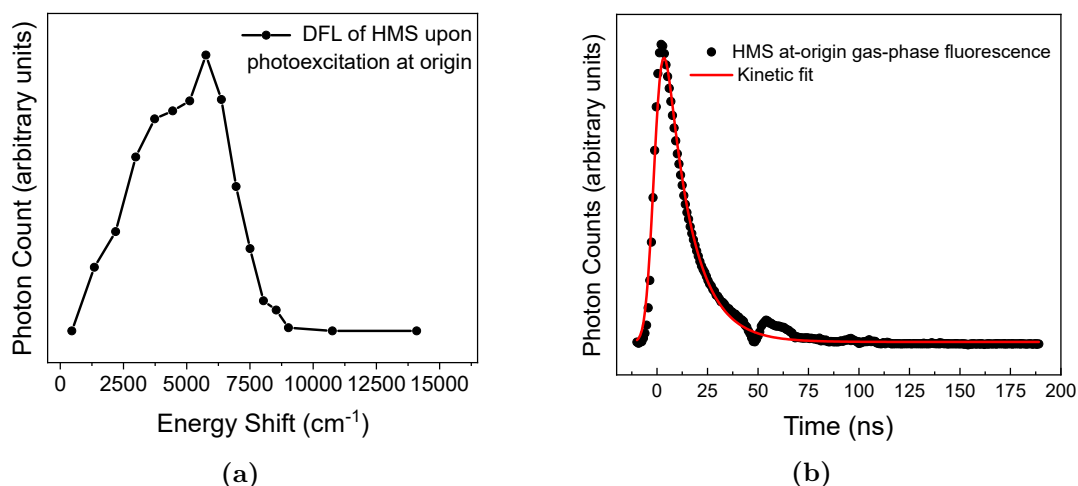 DFL of HMS upon
photoexcitation at origin
Photon Count (arbitrary units)
0 2500 5000 7500 10000 12500 15000
Energy Shift (cm⁻¹)
(a)
HMS at-origin gas-phase fluorescence
Kinetic fit
Photon Counts (arbitrary units)
0 25 50 75 100 125 150 175 200
Time (ns)
(b)